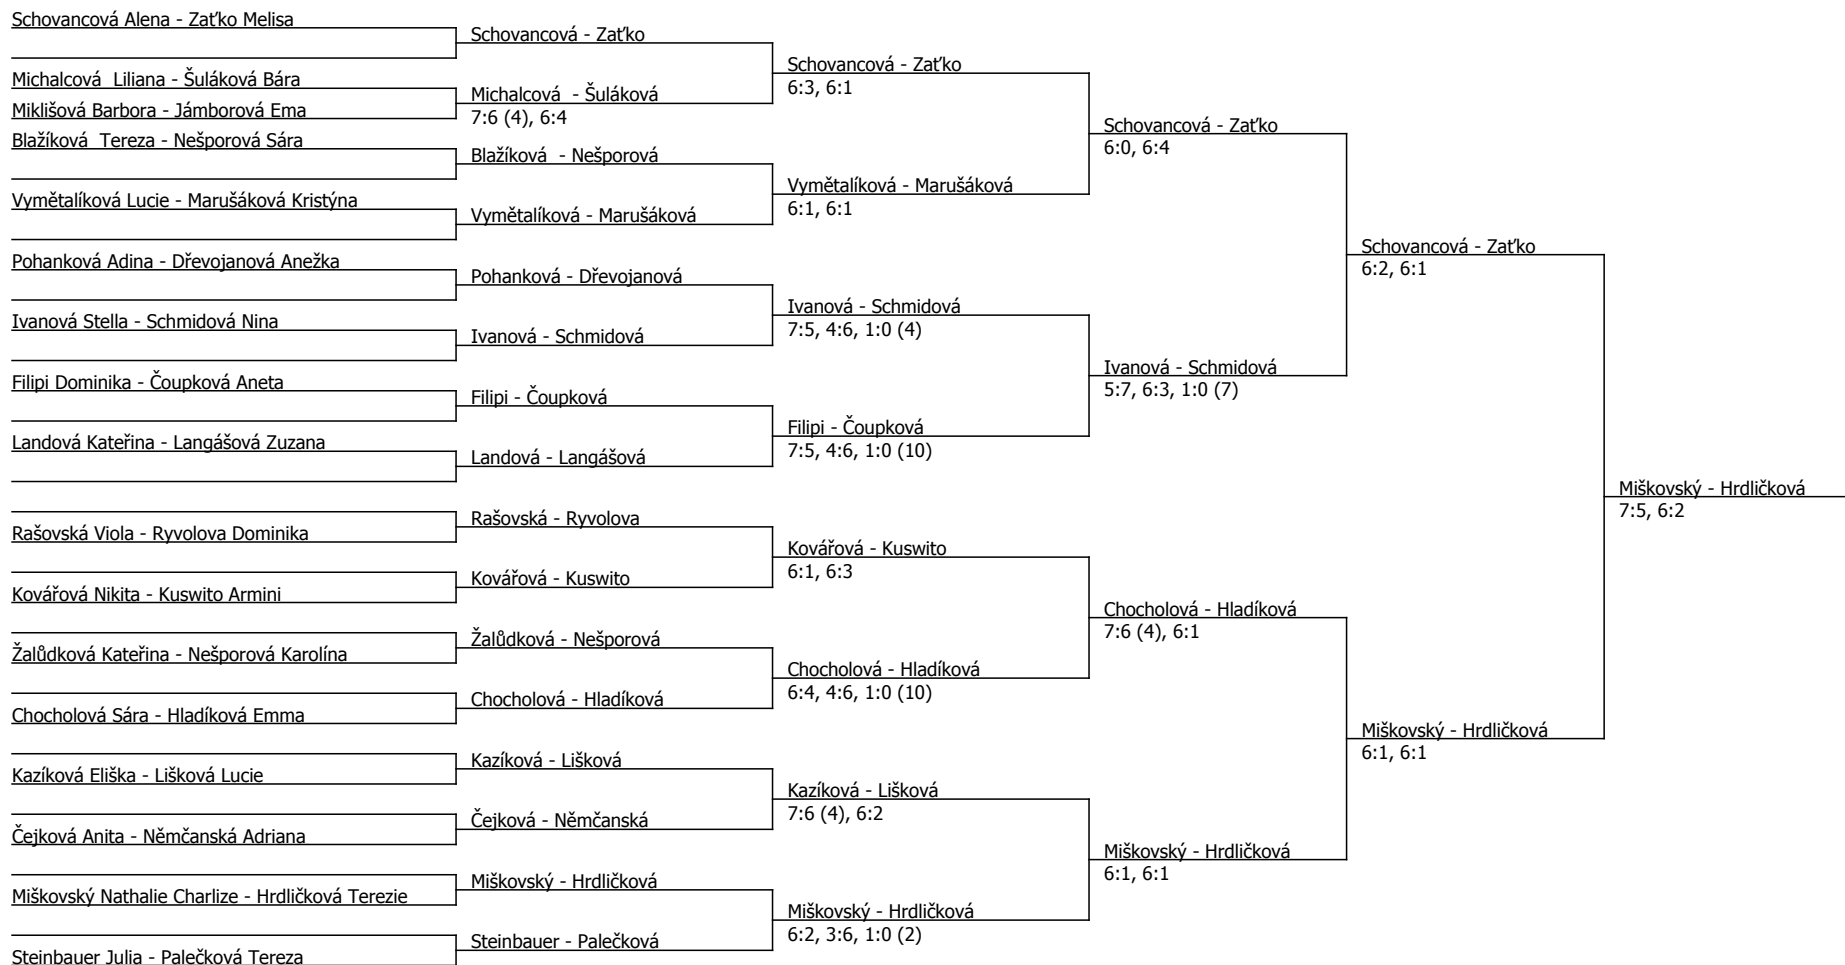 Schovancová Alena - Zaťko Melisa
Michalcová  Liliana - Šuláková Bára
Miklišová Barbora - Jámborová Ema
Blažíková  Tereza - Nešporová Sára
Vymětalíková Lucie - Marušáková Kristýna
Pohanková Adina - Dřevojanová Anežka
Ivanová Stella - Schmidová Nina
Filipi Dominika - Čoupková Aneta
Landová Kateřina - Langášová Zuzana
Rašovská Viola - Ryvolova Dominika
Kovářová Nikita - Kuswito Armini
Žalůdková Kateřina - Nešporová Karolína
Chocholová Sára - Hladíková Emma
Kazíková Eliška - Lišková Lucie
Čejková Anita - Němčanská Adriana
Miškovský Nathalie Charlize - Hrdličková Terezie
Steinbauer Julia - Palečková Tereza
Schovancová - Zaťko
Michalcová  - Šuláková
7:6 (4), 6:4
Blažíková  - Nešporová
Vymětalíková - Marušáková
Pohanková - Dřevojanová
Ivanová - Schmidová
Filipi - Čoupková
Landová - Langášová
Rašovská - Ryvolova
Kovářová - Kuswito
Žalůdková - Nešporová
Chocholová - Hladíková
Kazíková - Lišková
Čejková - Němčanská
Miškovský - Hrdličková
Steinbauer - Palečková
Schovancová - Zaťko
6:3, 6:1
Vymětalíková - Marušáková
6:1, 6:1
Ivanová - Schmidová
7:5, 4:6, 1:0 (4)
Filipi - Čoupková
7:5, 4:6, 1:0 (10)
Kovářová - Kuswito
6:1, 6:3
Chocholová - Hladíková
6:4, 4:6, 1:0 (10)
Kazíková - Lišková
7:6 (4), 6:2
Miškovský - Hrdličková
6:2, 3:6, 1:0 (2)
Schovancová - Zaťko
6:0, 6:4
Ivanová - Schmidová
5:7, 6:3, 1:0 (7)
Chocholová - Hladíková
7:6 (4), 6:1
Miškovský - Hrdličková
6:1, 6:1
Schovancová - Zaťko
6:2, 6:1
Miškovský - Hrdličková
6:1, 6:1
Miškovský - Hrdličková
7:5, 6:2